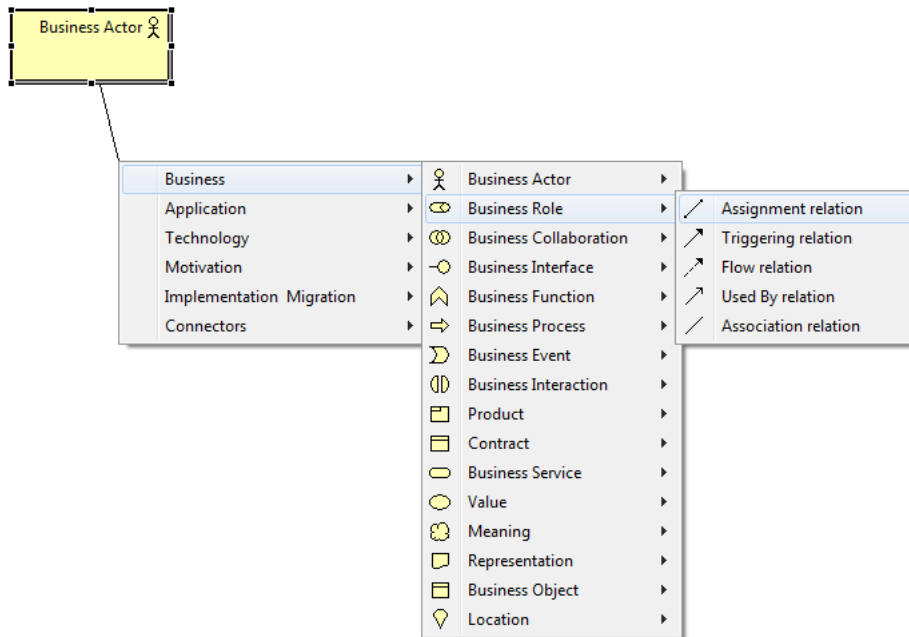 Business Actor
Business
Application
Technology
Motivation
Implementation Migration
Connectors
Business Actor
Business Role
Business Collaboration
Business Interface
Business Function
Business Process
Business Event
Business Interaction
Product
Contract
Business Service
Value
Meaning
Representation
Business Object
Location
Assignment relation
Triggering relation
Flow relation
Used By relation
Association relation